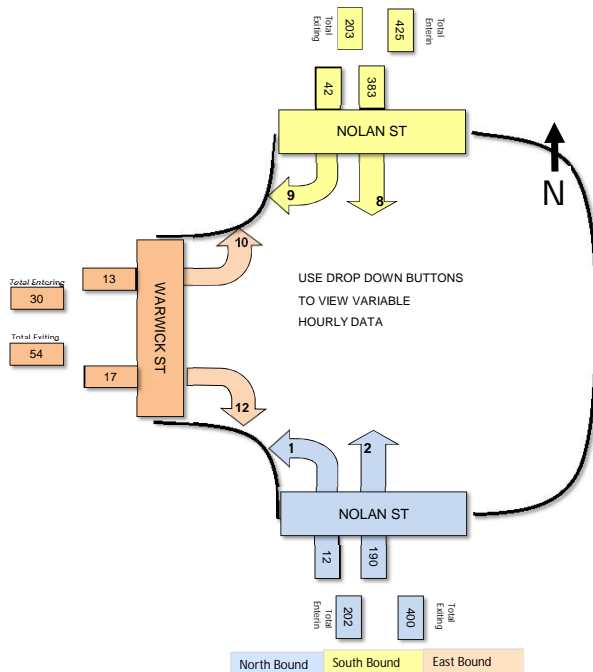 Total
Exiting
203
425
Total
Enterin
42
383
NOLAN ST
N
9
8
10
Total Entering
30
13
WARWICK ST
USE DROP DOWN BUTTONS
TO VIEW VARIABLE
HOURLY DATA
Total Exiting
54
17
12
1
2
NOLAN ST
12
190
Total
Enterin
202
400
Total
Exiting
North Bound
South Bound
East Bound